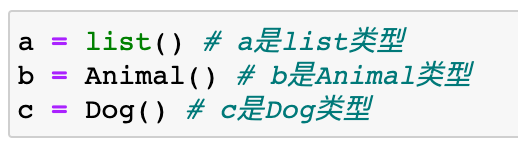 a = list() # a是list类型
b = Animal() # b是Animal类型
c = Dog() # c是Dog类型